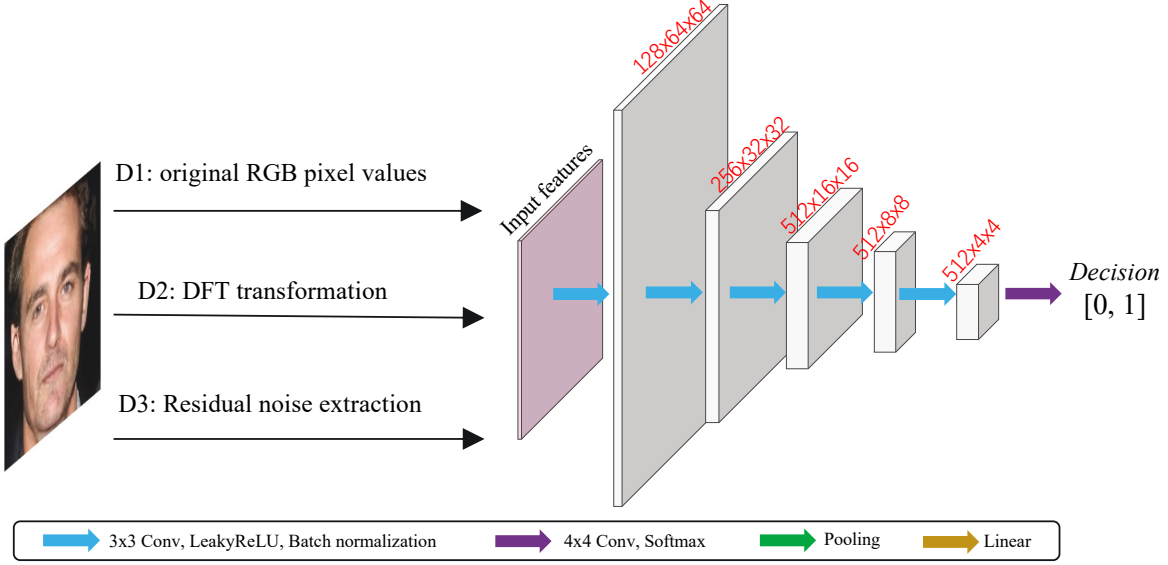 D1: original RGB pixel values
D2: DFT transformation
D3: Residual noise extraction
Input features
128x64x64
256x32x32
512x16x16
512x8x8
512x4x4
Decision
[0, 1]
3x3 Conv, LeakyReLU, Batch normalization
4x4 Conv, Softmax
Pooling
Linear